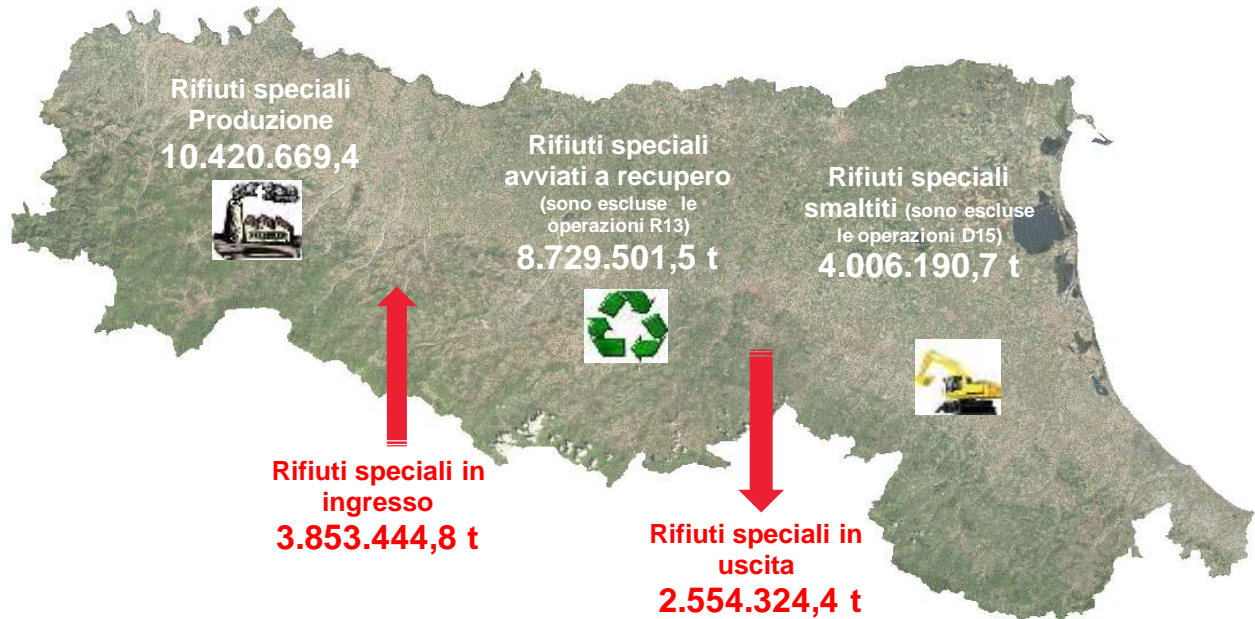 Rifiuti speciali
Produzione
10.420.669,4
Rifiuti speciali
avviati a recupero
(sono escluse le
operazioni R13)
8.729.501,5 t
Rifiuti speciali
smaltiti (sono escluse
le operazioni D15)
4.006.190,7 t
Rifiuti speciali in
ingresso
3.853.444,8 t
Rifiuti speciali in
uscita
2.554.324,4 t